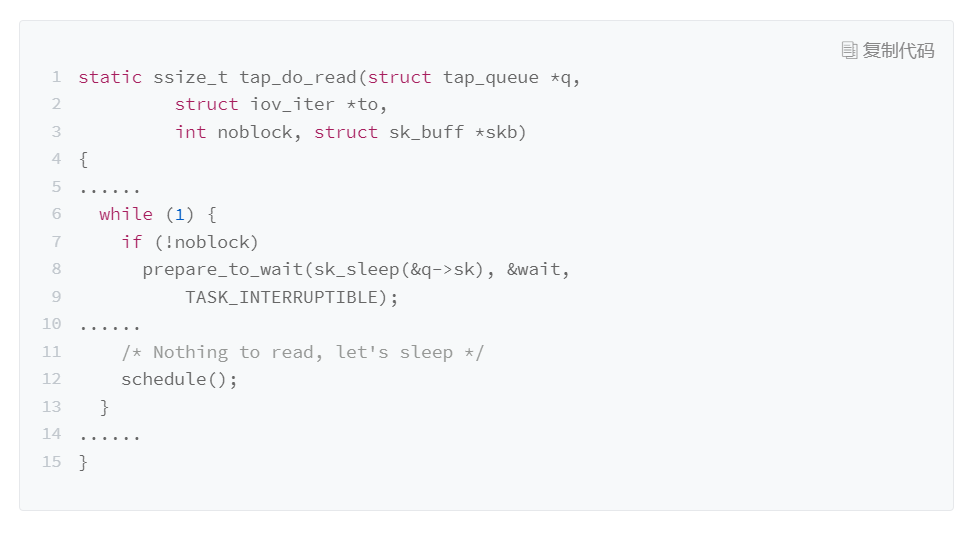 复制代码
1 static ssize_t tap_do_read(struct tap_queue *q,
2          struct iov_iter *to,
3          int noblock, struct sk_buff *skb)
4 {
5 ......
6   while (1) {
7     if (!noblock)
8       prepare_to_wait(sk_sleep(&q->sk), &wait,
9           TASK_INTERRUPTIBLE);
10 ......
11     /* Nothing to read, let's sleep */
12     schedule();
13   }
14 ......
15 }